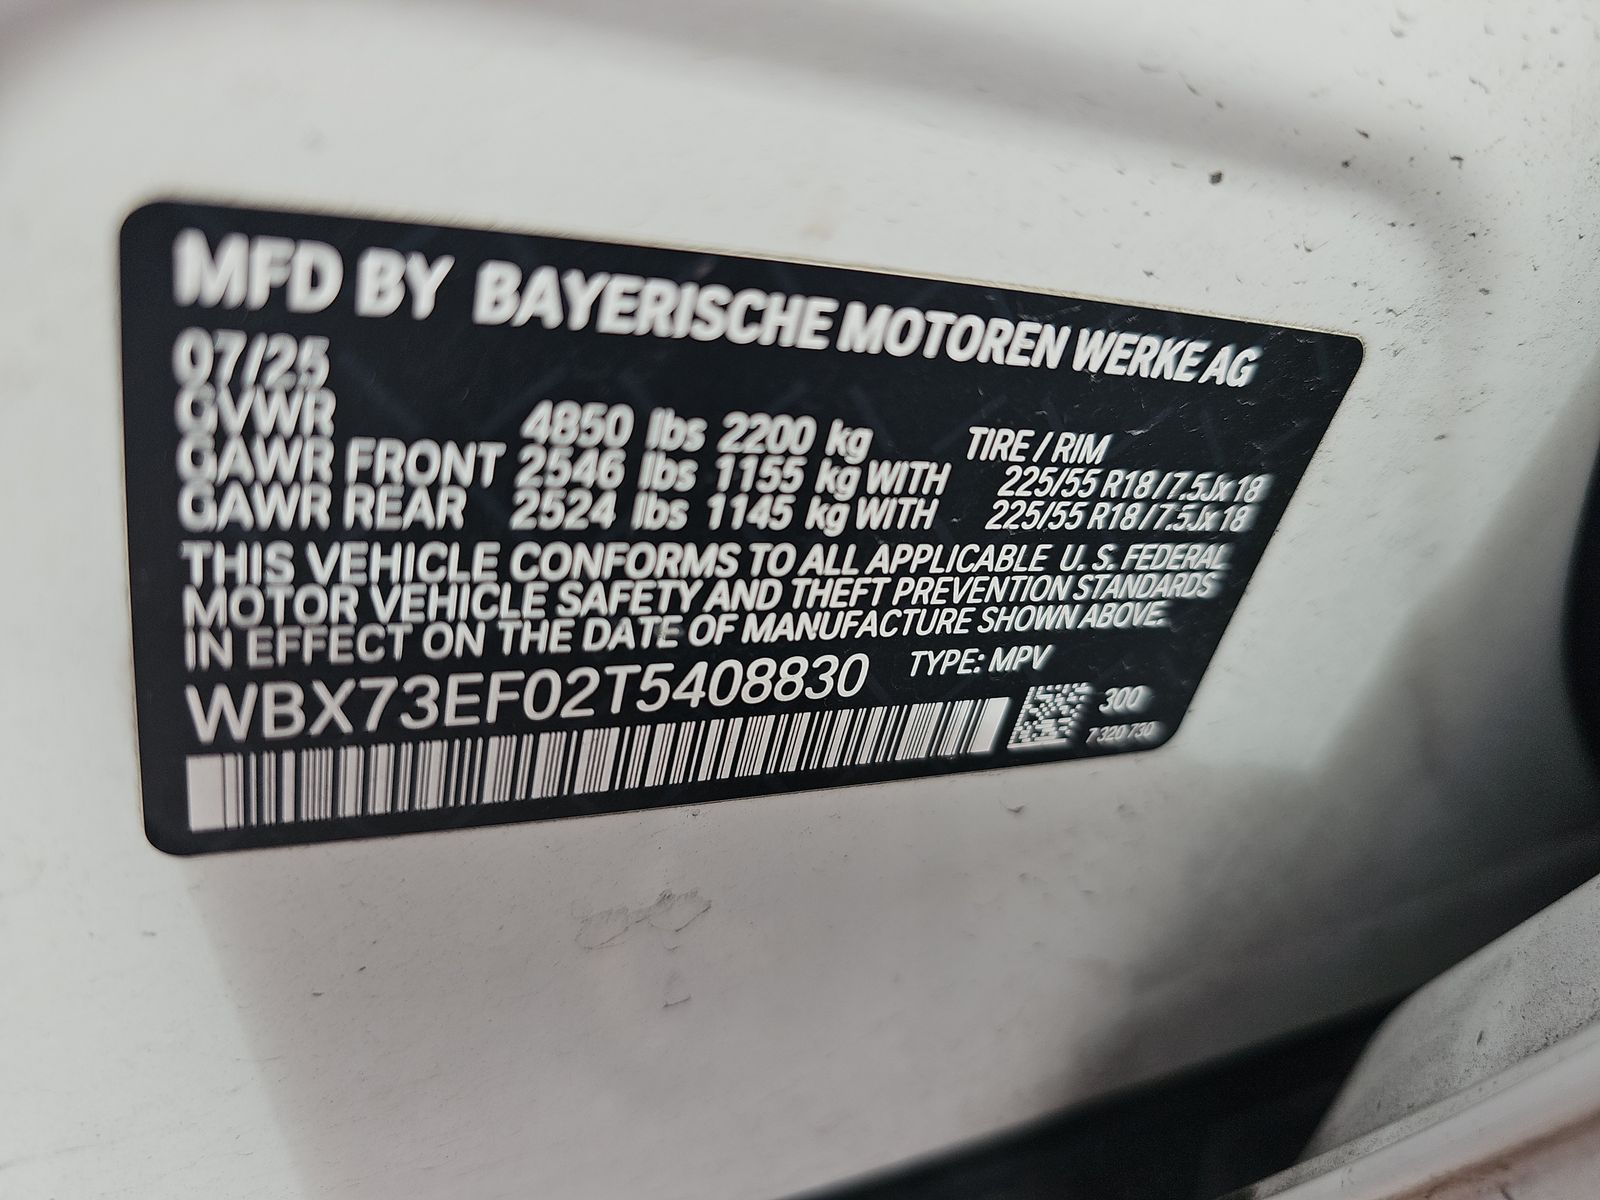 MFD BY BAYERISCHE MOTOREN WERKE AG
07/25
GVWR 4850 lbs 2200 kg TIRE / RIM
GAWR FRONT 2546 lbs 1155 kg WITH 225/55 R18 / 7.5Jx18
GAWR REAR 2524 lbs 1145 kg WITH 225/55 R18 / 7.5Jx18
THIS VEHICLE CONFORMS TO ALL APPLICABLE U. S. FEDERAL
MOTOR VEHICLE SAFETY AND THEFT PREVENTION STANDARDS
IN EFFECT ON THE DATE OF MANUFACTURE SHOWN ABOVE.
WBX73EF02T5408830 TYPE: MPV
300
7 320 730